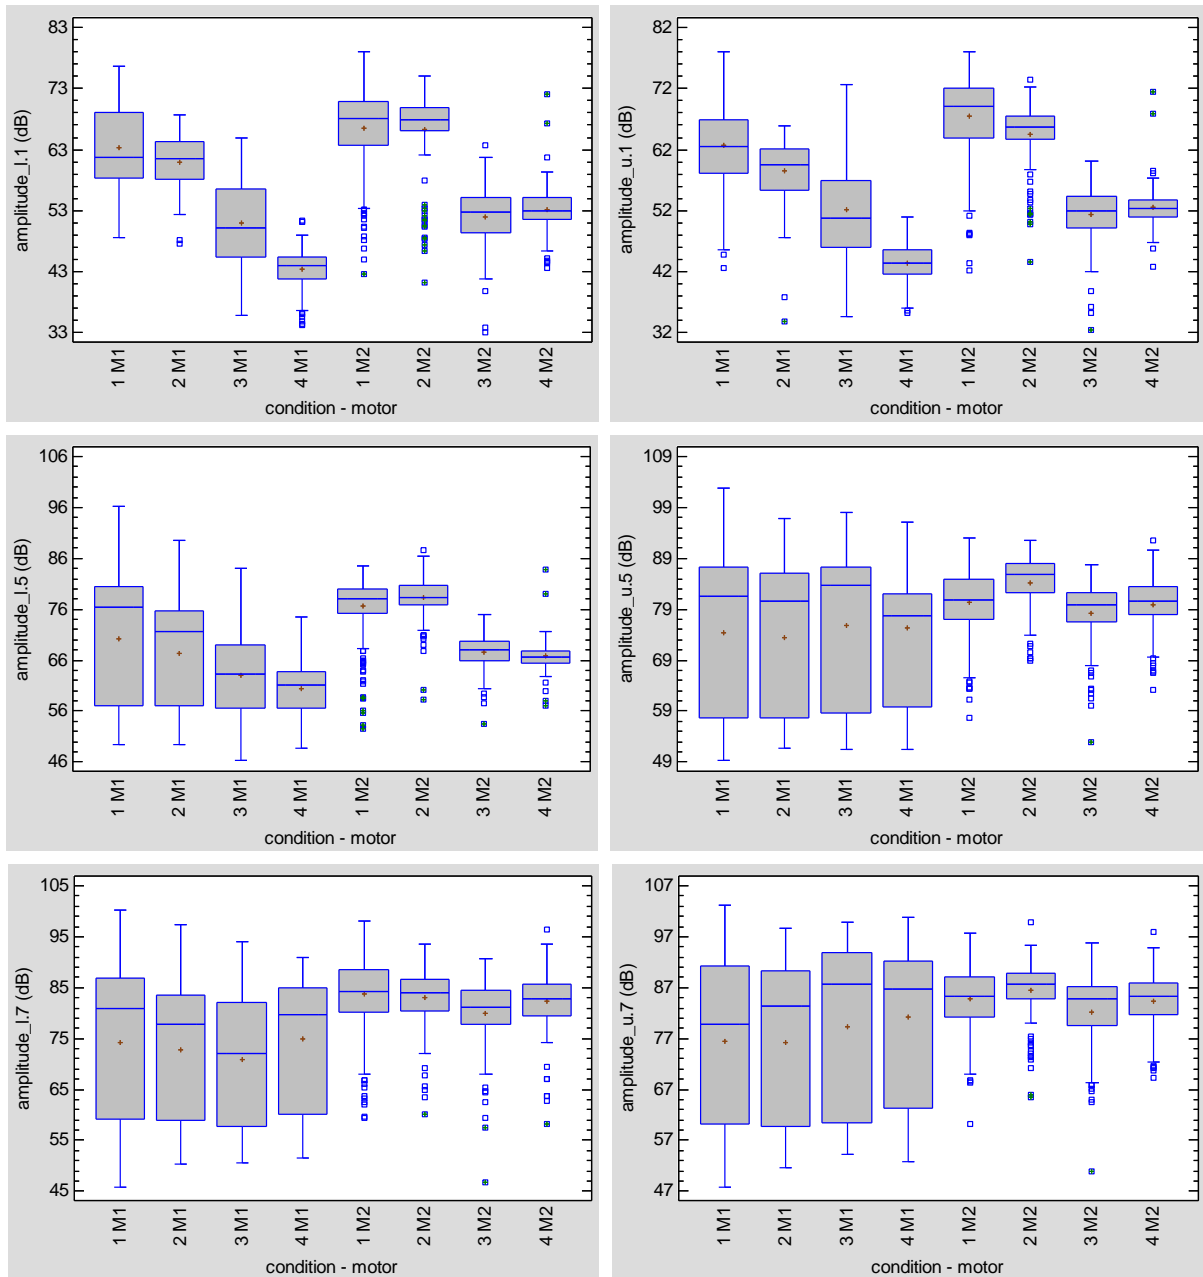 83
73
63
53
43
33
amplitude_l.1 (dB)
1 M1
2 M1
3 M1
4 M1
1 M2
2 M2
3 M2
4 M2
condition - motor
82
72
62
52
42
32
amplitude_u.1 (dB)
1 M1
2 M1
3 M1
4 M1
1 M2
2 M2
3 M2
4 M2
condition - motor
106
96
86
76
66
56
46
amplitude_l.5 (dB)
1 M1
2 M1
3 M1
4 M1
1 M2
2 M2
3 M2
4 M2
condition - motor
109
99
89
79
69
59
49
amplitude_u.5 (dB)
1 M1
2 M1
3 M1
4 M1
1 M2
2 M2
3 M2
4 M2
condition - motor
105
95
85
75
65
55
45
amplitude_l.7 (dB)
1 M1
2 M1
3 M1
4 M1
1 M2
2 M2
3 M2
4 M2
condition - motor
107
97
87
77
67
57
47
amplitude_u.7 (dB)
1 M1
2 M1
3 M1
4 M1
1 M2
2 M2
3 M2
4 M2
condition - motor